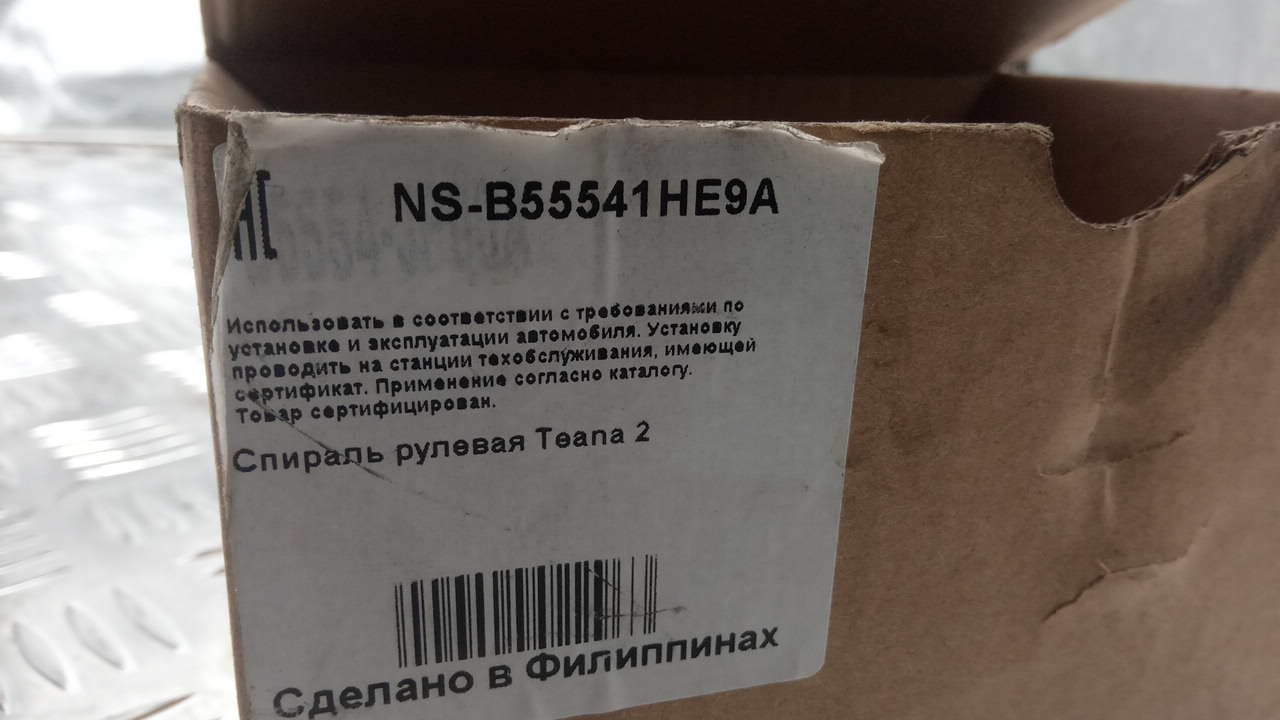 NS-B55541HE9A
Использовать в соответствии с требованиями по
установке и эксплуатации автомобиля. Установку
проводить на станции техобслуживания, имеющей
сертификат. Применение согласно каталогу.
Товар сертифицирован.
Спираль рулевая Teana 2
Сделано в Филиппинах